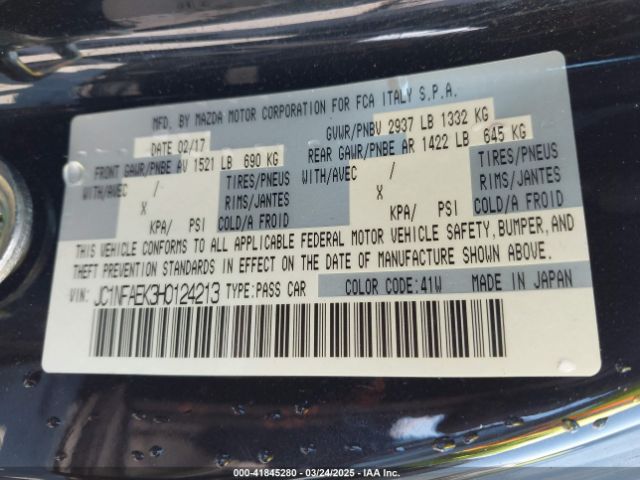 MFD. BY MAZDA MOTOR CORPORATION FOR FCA ITALY S.P.A.
DATE 02/17 GVWR/PNBV 2937 LB 1332 KG
FRONT GAWR/PNBE AV 1521 LB 690 KG REAR GAWR/PNBE AR 1422 LB 645 KG
WITH/AVEC / TIRES/PNEUS WITH/AVEC / TIRES/PNEUS
X RIMS/JANTES X RIMS/JANTES
KPA/ PSI COLD/A FROID KPA/ PSI COLD/A FROID
THIS VEHICLE CONFORMS TO ALL APPLICABLE FEDERAL MOTOR VEHICLE SAFETY, BUMPER, AND
THEFT PREVENTION STANDARDS IN EFFECT ON THE DATE OF MANUFACTURE SHOWN ABOVE.
VIN: JC1NFAEK3H0124213 TYPE:PASS CAR COLOR CODE:41W MADE IN JAPAN
00-41845280 - 03/24/2025 - IAA Inc.